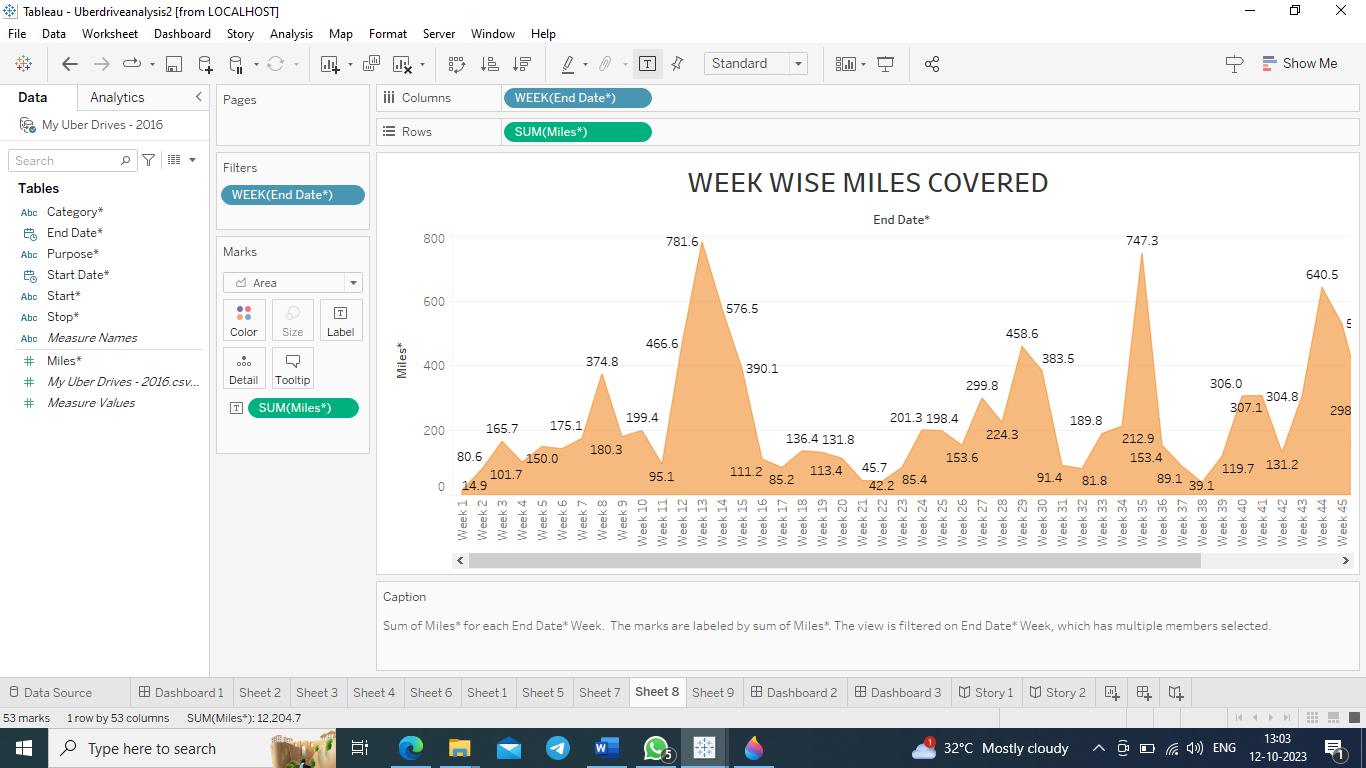 Tableau - Uberdriveanalysis2 [from LOCALHOST]
File Data Worksheet Dashboard Story Analysis Map Format Server Window Help
Standard
Show Me
Data Analytics
My Uber Drives - 2016
Search
Tables
Abc Category*
End Date*
Abc Purpose*
Start Date*
Abc Start*
Abc Stop*
Abc Measure Names
Miles*
My Uber Drives - 2016.csv...
Measure Values
Pages
Filters
WEEK(End Date*)
Marks
Area
Color Size Label
Detail Tooltip
SUM(Miles*)
Columns WEEK(End Date*)
Rows SUM(Miles*)
WEEK WISE MILES COVERED
End Date*
Miles*
800
600
400
200
0
14.9
80.6
165.7
101.7
150.0
175.1
374.8
180.3
199.4
95.1
466.6
781.6
576.5
390.1
111.2
85.2
136.4
131.8
113.4
45.7
42.2
85.4
201.3
198.4
153.6
299.8
224.3
458.6
383.5
91.4
81.8
189.8
212.9
747.3
153.4
89.1
39.1
119.7
306.0
307.1
131.2
304.8
640.5
Week 1 Week 2 Week 3 Week 4 Week 5 Week 6 Week 7 Week 8 Week 9 Week 10 Week 11 Week 12 Week 13 Week 14 Week 15 Week 16 Week 17 Week 18 Week 19 Week 20 Week 21 Week 22 Week 23 Week 24 Week 25 Week 26 Week 27 Week 28 Week 29 Week 30 Week 31 Week 32 Week 33 Week 34 Week 35 Week 36 Week 37 Week 38 Week 39 Week 40 Week 41 Week 42 Week 43 Week 44 Week 45
Caption
Sum of Miles* for each End Date* Week.  The marks are labeled by sum of Miles*. The view is filtered on End Date* Week, which has multiple members selected.
Data Source Dashboard 1 Sheet 2 Sheet 3 Sheet 4 Sheet 6 Sheet 1 Sheet 5 Sheet 7 Sheet 8 Sheet 9 Dashboard 2 Dashboard 3 Story 1 Story 2
53 marks 1 row by 53 columns SUM(Miles*): 12,204.7
Type here to search
5
1
32°C Mostly cloudy
ENG
13:03
12-10-2023
1